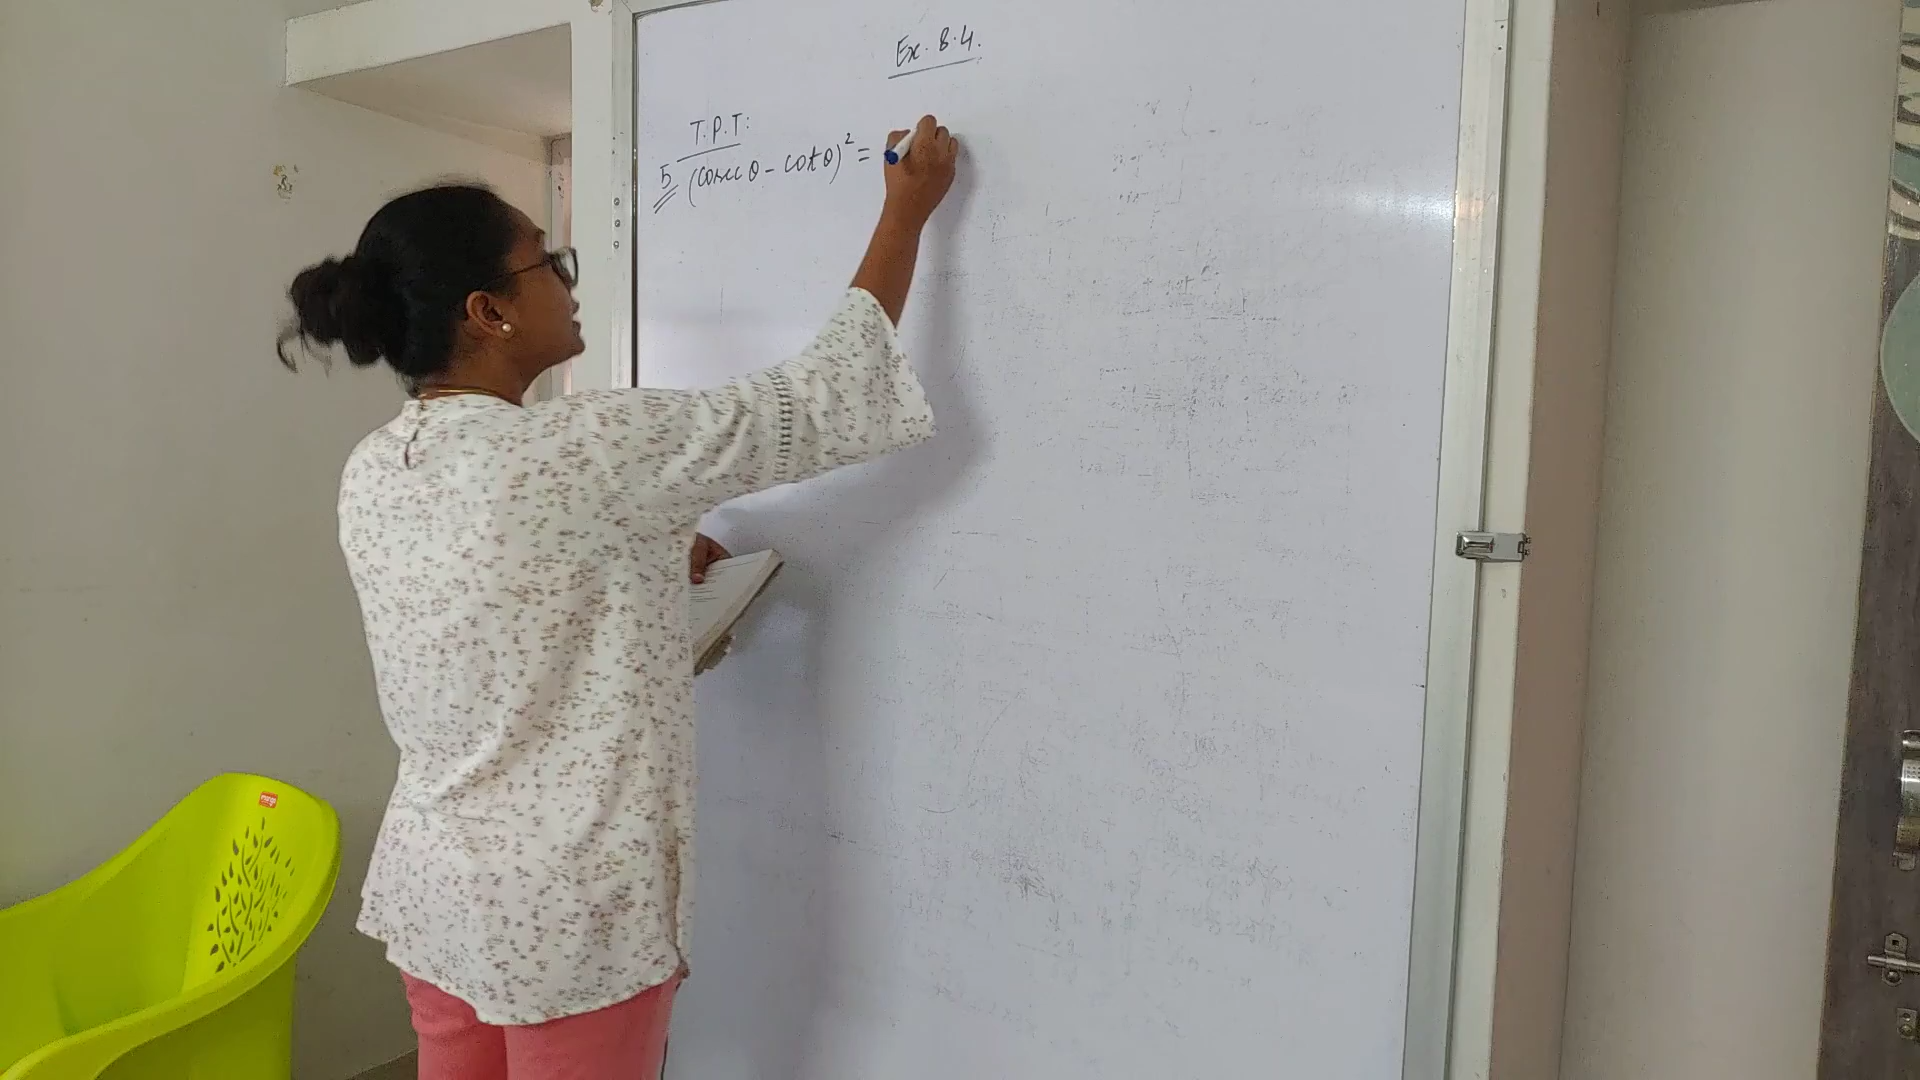 Ex. 8.4.
T.P.T:
5 (cosec θ - cot θ)² =